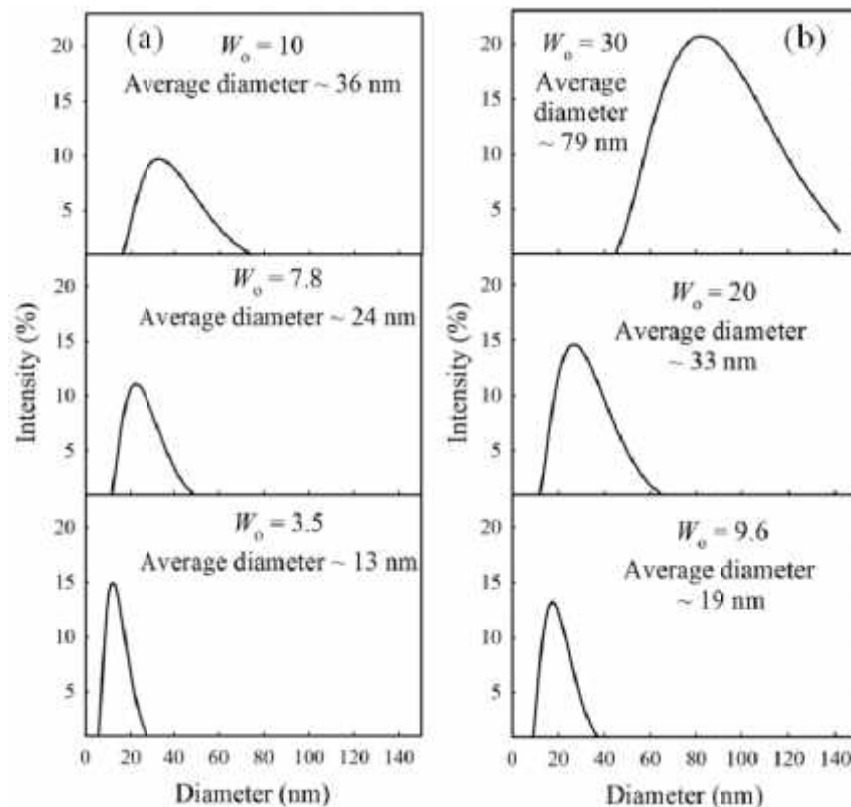 (a)
W₀ = 10
Average diameter ~ 36 nm
20
15
10
5
W₀ = 7.8
Average diameter ~ 24 nm
20
15
10
5
W₀ = 3.5
Average diameter ~ 13 nm
20
15
10
5
0 20 40 60 80 100 120 140
Intensity (%)
Diameter (nm)
(b)
W₀ = 30
Average
diameter
~ 79 nm
20
15
10
5
W₀ = 20
Average diameter
~ 33 nm
20
15
10
5
W₀ = 9.6
Average diameter
~ 19 nm
20
15
10
5
0 20 40 60 80 100 120 140
Intensity (%)
Diameter (nm)